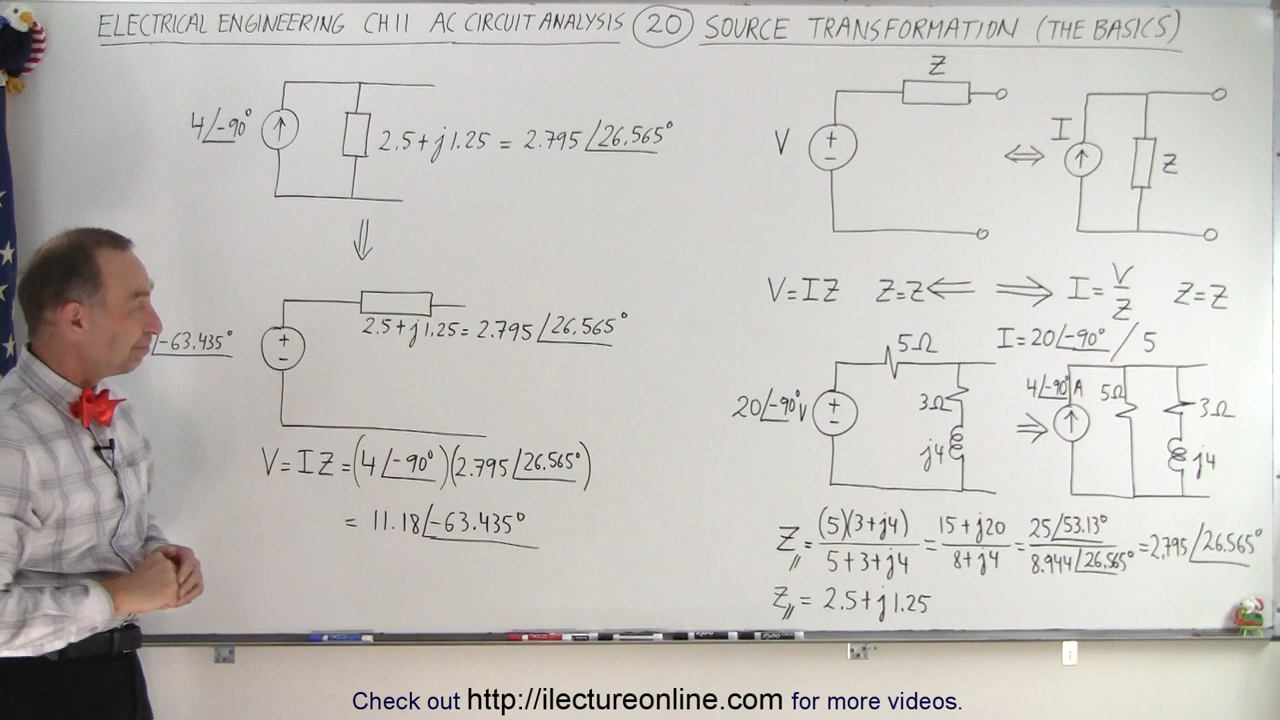 ELECTRICAL ENGINEERING CH 11 AC CIRCUIT ANALYSIS (20) SOURCE TRANSFORMATION (THE BASICS)
4∠-90°
2.5+j1.25 = 2.795∠26.565°
⇓
+
-
∠-63.435°
2.5+j1.25 = 2.795∠26.565°
V=IZ=(4∠-90°)(2.795∠26.565°)
= 11.18∠-63.435°
Z
V
+
-
⇔
I
Z
V=IZ Z=Z ⇐ ⇒ I=V/Z Z=Z
I=20∠-90°/5
5Ω
20∠-90°V
+
-
3Ω
j4
⇒
4∠-90°A
5Ω
3Ω
j4
Z∥=(5)(3+j4)/5+3+j4=15+j20/8+j4=25∠53.13°/8.944∠26.565°=2.795∠26.565°
Z∥= 2.5+j1.25
Check out http://ilectureonline.com for more videos.